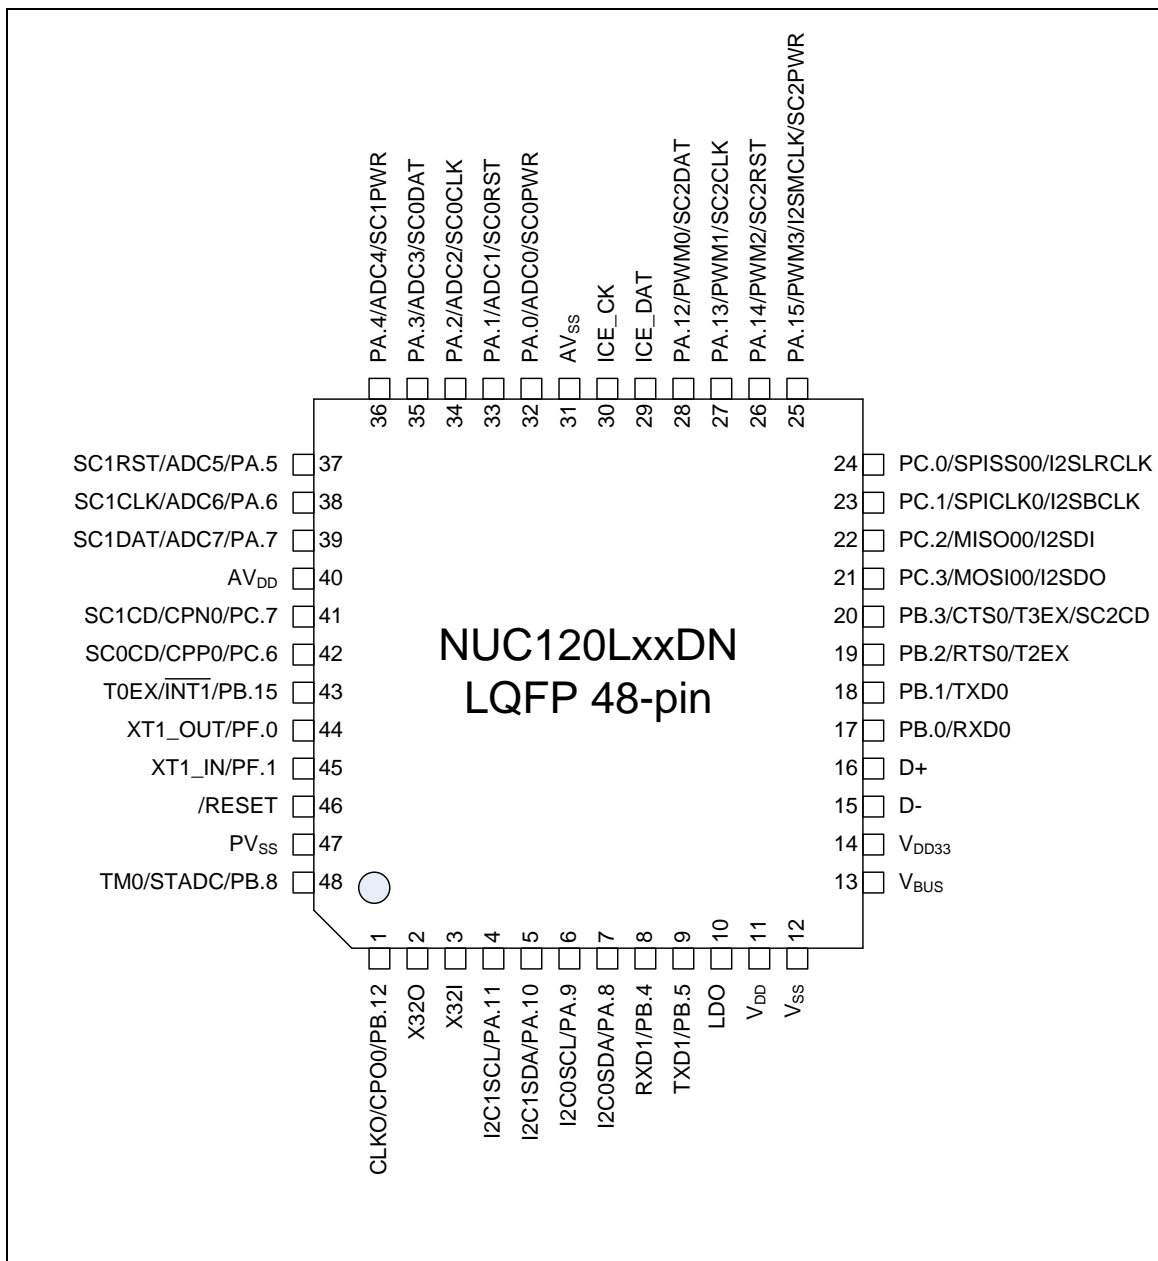 PA.4/ADC4/SC1PWR
PA.3/ADC3/SC0DAT
PA.2/ADC2/SC0CLK
PA.1/ADC1/SC0RST
PA.0/ADC0/SC0PWR
AVSS
ICE_CK
ICE_DAT
PA.12/PWM0/SC2DAT
PA.13/PWM1/SC2CLK
PA.14/PWM2/SC2RST
PA.15/PWM3/I2SMCLK/SC2PWR
36
35
34
33
32
31
30
29
28
27
26
25
SC1RST/ADC5/PA.5 37
SC1CLK/ADC6/PA.6 38
SC1DAT/ADC7/PA.7 39
AVDD 40
SC1CD/CPN0/PC.7 41
SC0CD/CPP0/PC.6 42
T0EX/INT1/PB.15 43
XT1_OUT/PF.0 44
XT1_IN/PF.1 45
/RESET 46
PVSS 47
TM0/STADC/PB.8 48
NUC120LxxDN
LQFP 48-pin
24 PC.0/SPISS00/I2SLRCLK
23 PC.1/SPICLK0/I2SBCLK
22 PC.2/MISO00/I2SDI
21 PC.3/MOSI00/I2SDO
20 PB.3/CTS0/T3EX/SC2CD
19 PB.2/RTS0/T2EX
18 PB.1/TXD0
17 PB.0/RXD0
16 D+
15 D-
14 VDD33
13 VBUS
1
2
3
4
5
6
7
8
9
10
11
12
CLKO/CPO0/PB.12
X32O
X32I
I2C1SCL/PA.11
I2C1SDA/PA.10
I2C0SCL/PA.9
I2C0SDA/PA.8
RXD1/PB.4
TXD1/PB.5
LDO
VDD
VSS